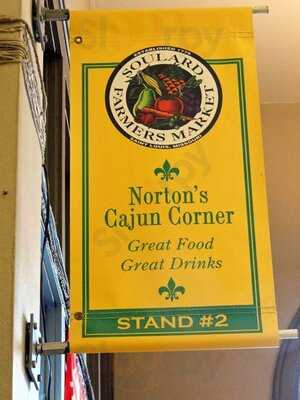 ESTABLISHED 1779
SOULARD
FARMERS MARKET
SAINT LOUIS, MISSOURI
Norton's
Cajun Corner
Great Food
Great Drinks
STAND #2